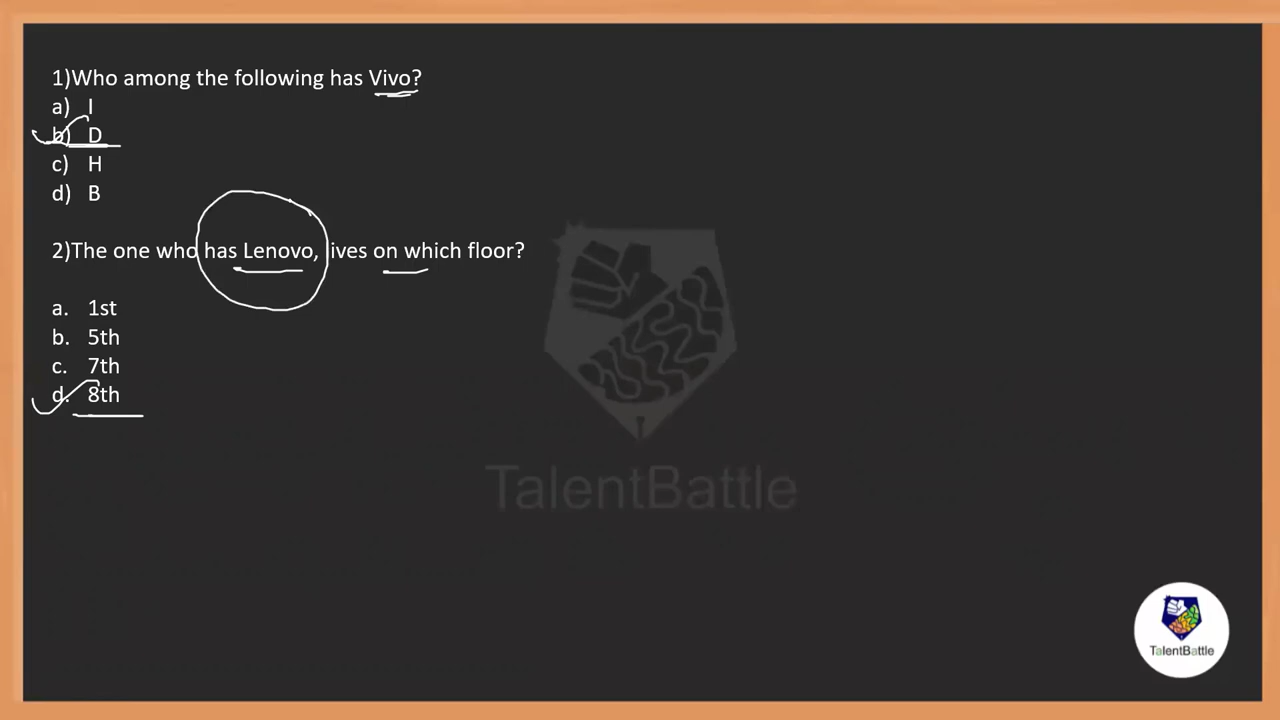 1)Who among the following has Vivo?
a) I
b) D
c) H
d) B
2)The one who has Lenovo, lives on which floor?
a. 1st
b. 5th
c. 7th
d. 8th
TalentBattle
TalentBattle